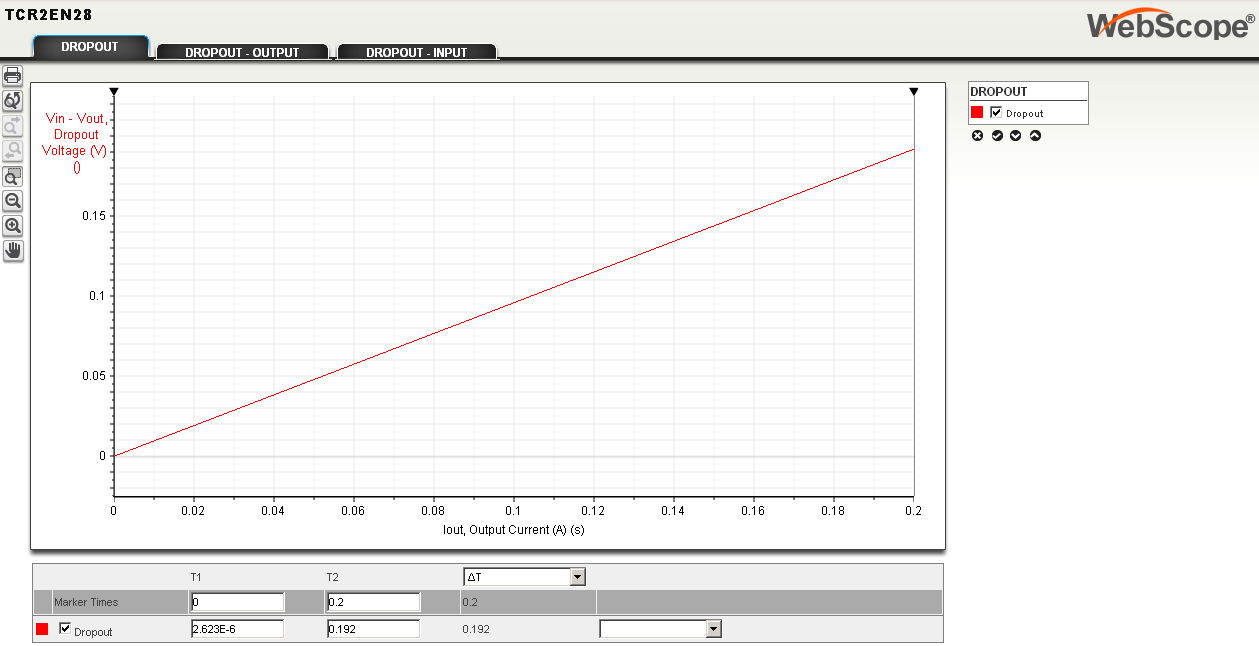 TCR2EN28
WebScope®
DROPOUT
DROPOUT - OUTPUT
DROPOUT - INPUT
Vin - Vout,
Dropout
Voltage (V)
()
0.15
0.1
0.05
0
0 0.02 0.04 0.06 0.08 0.1 0.12 0.14 0.16 0.18 0.2
Iout, Output Current (A) (s)
DROPOUT
Dropout
T1 T2 ΔT
Marker Times 0 0.2 0.2
Dropout 2.623E-6 0.192 0.192